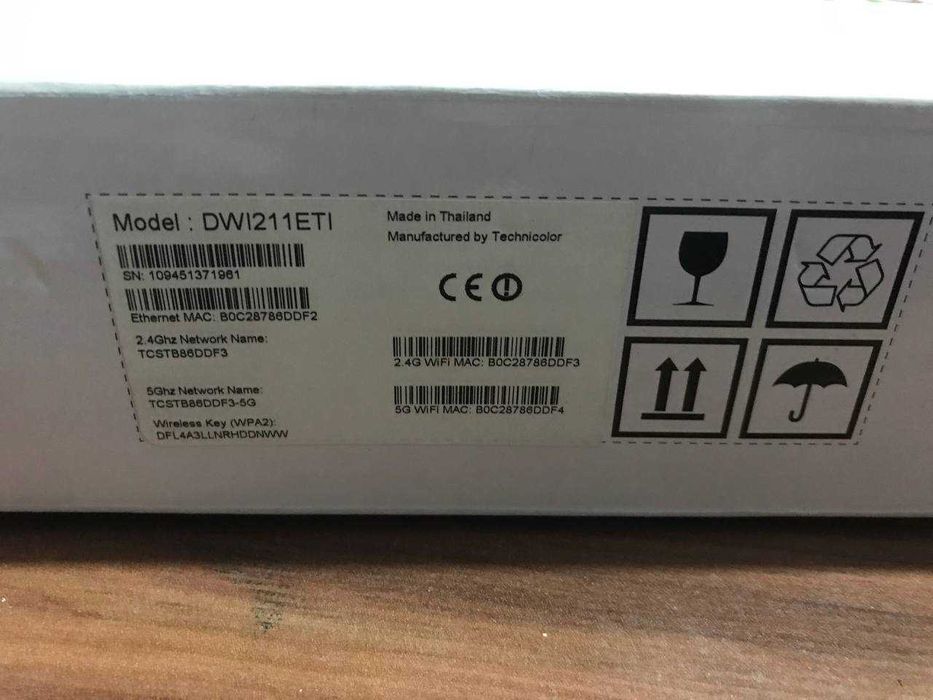 Model : DWI211ETI
SN: 109451371961
Ethernet MAC: B0C28786DDF2
2.4Ghz Network Name:
TCSTB86DDF3
5Ghz Network Name:
TCSTB86DDF3-5G
Wireless Key (WPA2):
DFL4A3LLNRHDDNWW
Made in Thailand
Manufactured by Technicolor
CE
2.4G WiFi MAC: B0C28786DDF3
5G WiFi MAC: B0C28786DDF4